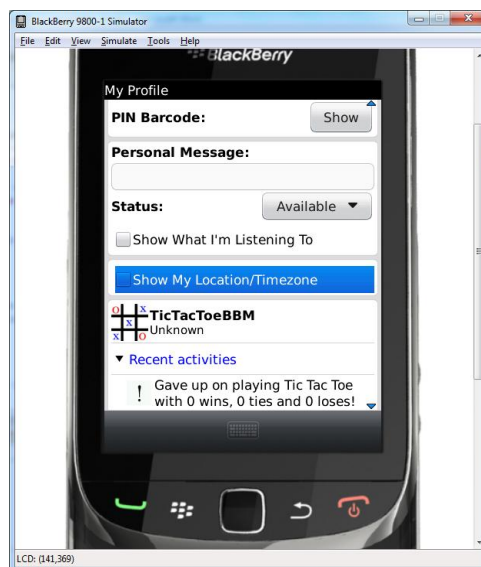 BlackBerry 9800-1 Simulator
File Edit View Simulate Tools Help
BlackBerry
My Profile
PIN Barcode: Show
Personal Message:
Status: Available
Show What I'm Listening To
Show My Location/Timezone
O X
X
X O
TicTacToeBBM
Unknown
Recent activities
! Gave up on playing Tic Tac Toe
with 0 wins, 0 ties and 0 loses!
LCD: (141,369)